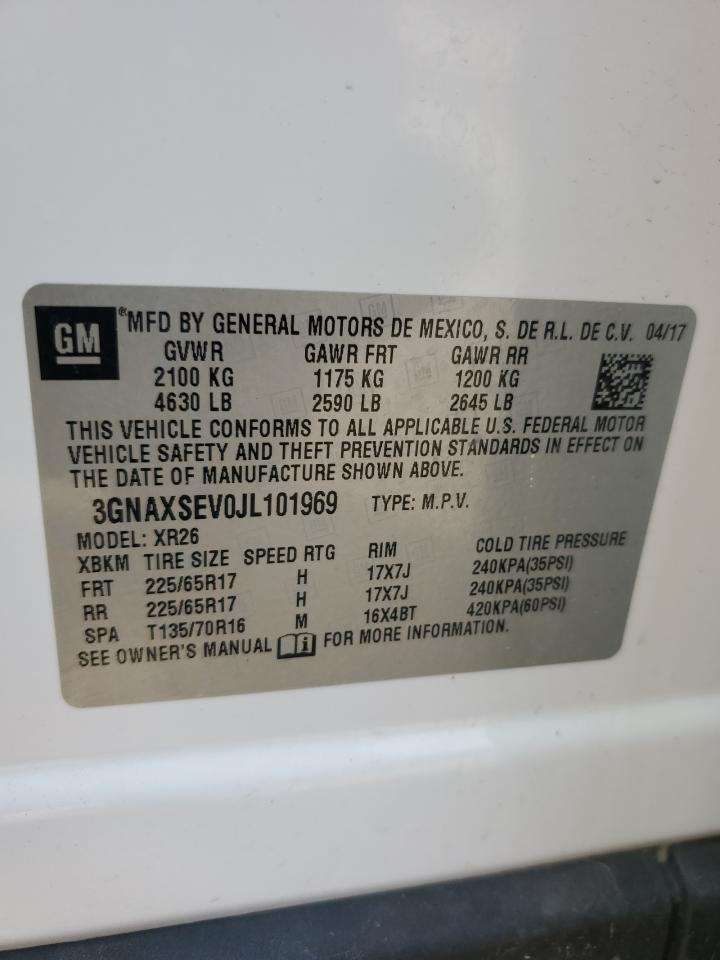 GM ®MFD BY GENERAL MOTORS DE MEXICO, S. DE R.L. DE C.V. 04/17
GVWR GAWR FRT GAWR RR
2100 KG 1175 KG 1200 KG
4630 LB 2590 LB 2645 LB
THIS VEHICLE CONFORMS TO ALL APPLICABLE U.S. FEDERAL MOTOR
VEHICLE SAFETY AND THEFT PREVENTION STANDARDS IN EFFECT ON
THE DATE OF MANUFACTURE SHOWN ABOVE.
3GNAXSEV0JL101969 TYPE: M.P.V.
MODEL: XR26
XBKM TIRE SIZE SPEED RTG RIM COLD TIRE PRESSURE
FRT 225/65R17 H 17X7J 240KPA(35PSI)
RR 225/65R17 H 17X7J 240KPA(35PSI)
SPA T135/70R16 M 16X4BT 420KPA(60PSI)
SEE OWNER'S MANUAL i FOR MORE INFORMATION.